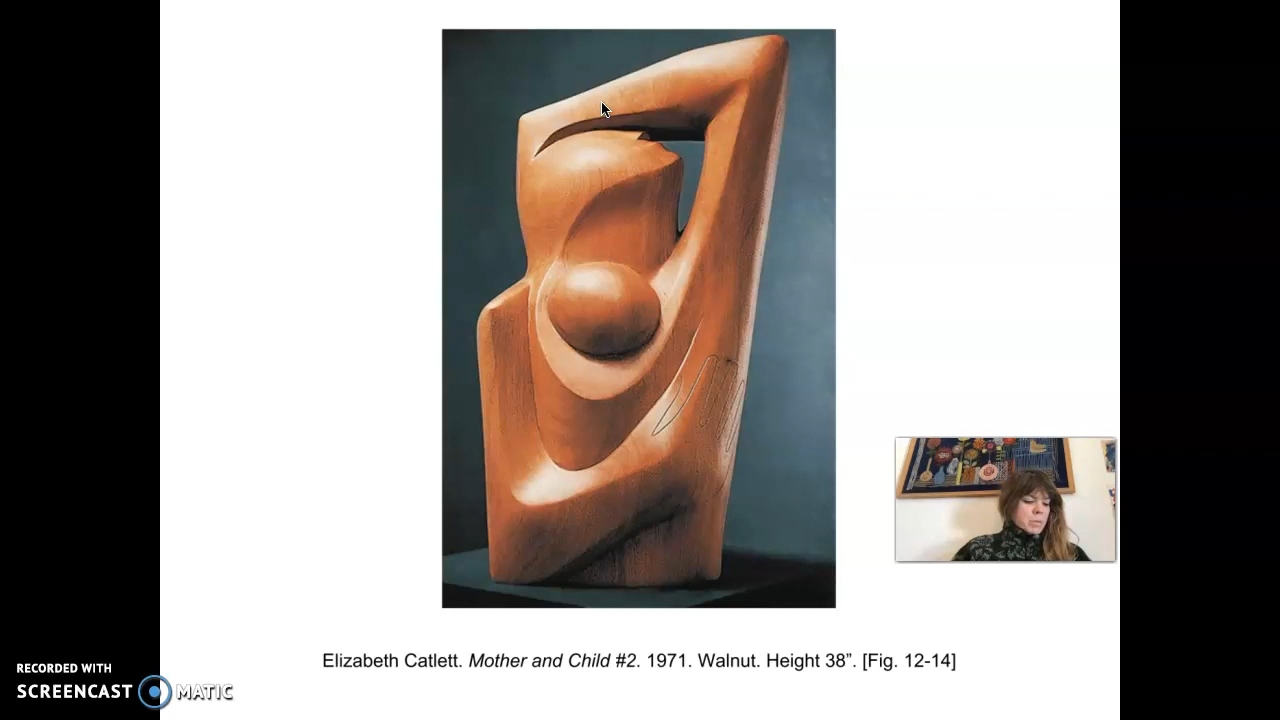 Elizabeth Catlett. Mother and Child #2. 1971. Walnut. Height 38”. [Fig. 12-14]
RECORDED WITH
SCREENCAST MATIC